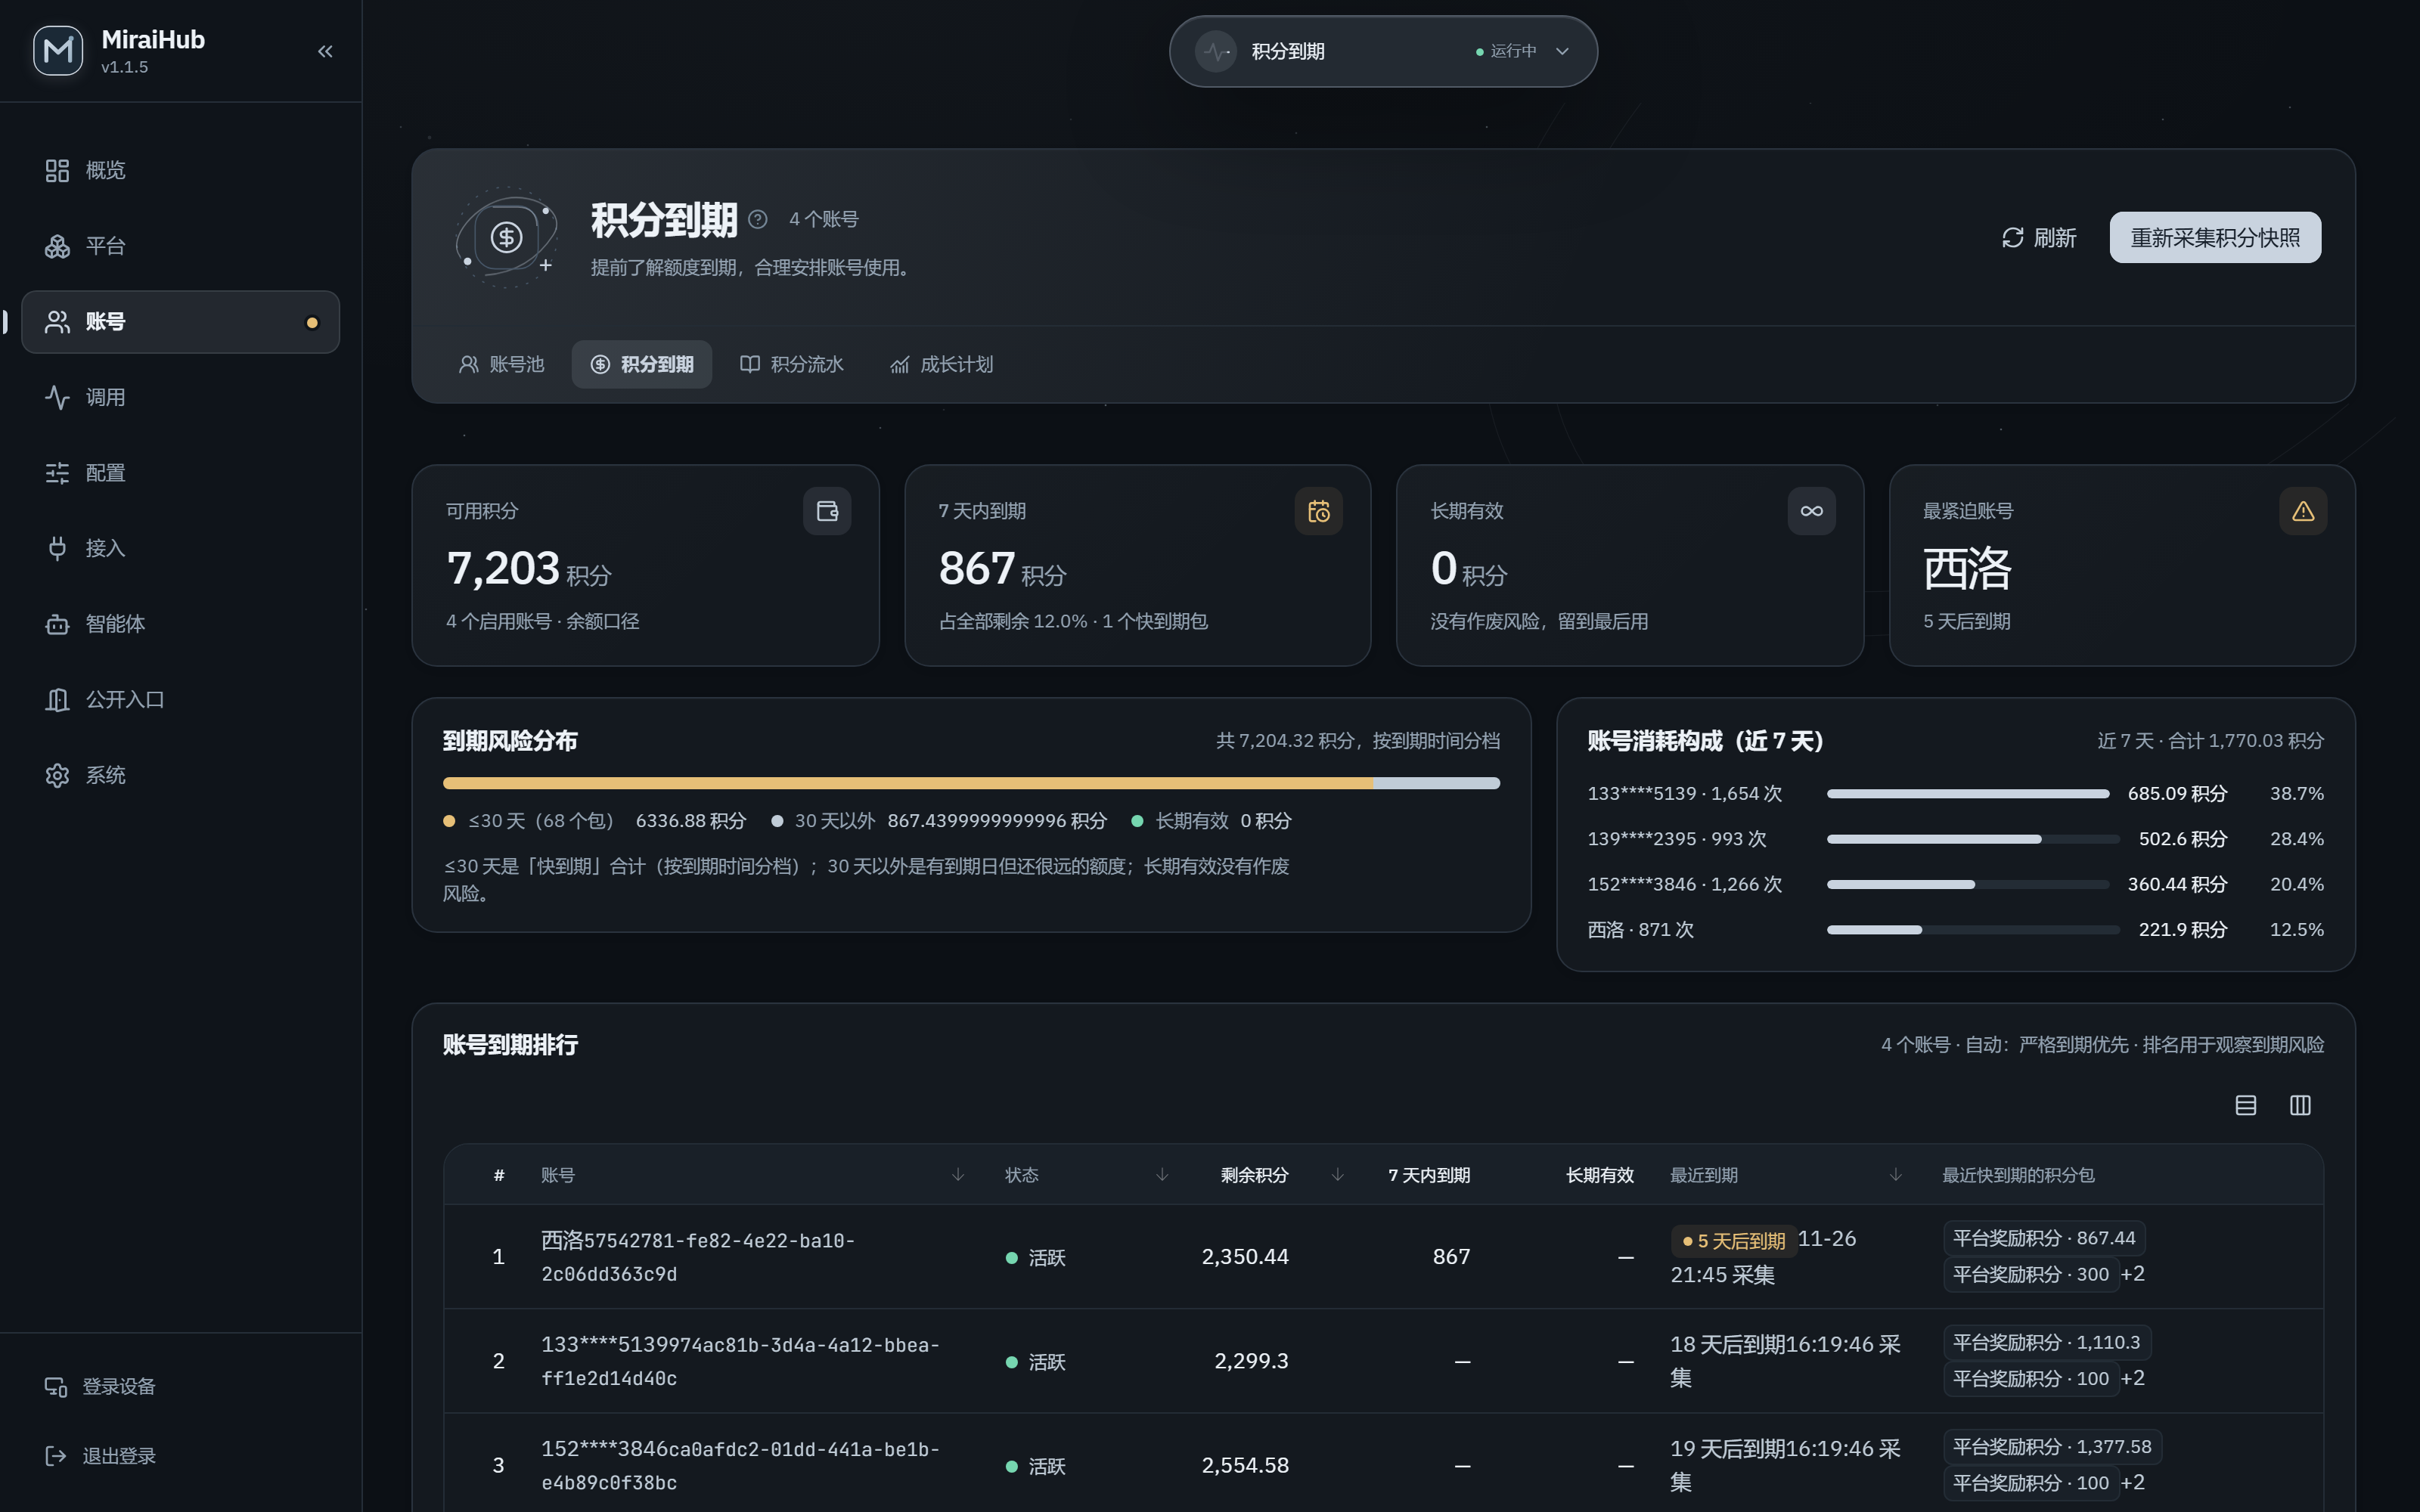 MiraiHub
v1.1.5
概览
平台
账号
调用
配置
接入
智能体
公开入口
系统
登录设备
退出登录
积分到期
运行中
积分到期
4 个账号
提前了解额度到期，合理安排账号使用。
刷新
重新采集积分快照
账号池
积分到期
积分流水
成长计划
可用积分
7,203 积分
4 个启用账号 · 余额口径
7 天内到期
867 积分
占全部剩余 12.0% · 1 个快到期包
长期有效
0 积分
没有作废风险，留到最后用
最紧迫账号
西洛
5 天后到期
到期风险分布
共 7,204.32 积分，按到期时间分档
≤30 天（68 个包） 6336.88 积分 30 天以外 867.4399999999996 积分 长期有效 0 积分
≤30 天是「快到期」合计（按到期时间分档）；30 天以外是有到期日但还很远的额度；长期有效没有作废
风险。
账号消耗构成（近 7 天）
近 7 天 · 合计 1,770.03 积分
133****5139 · 1,654 次 685.09 积分 38.7%
139****2395 · 993 次 502.6 积分 28.4%
152****3846 · 1,266 次 360.44 积分 20.4%
西洛 · 871 次 221.9 积分 12.5%
账号到期排行
4 个账号 · 自动：严格到期优先 · 排名用于观察到期风险
# 账号 状态 剩余积分 7 天内到期 长期有效 最近到期 最近快到期的积分包
1 西洛57542781-fe82-4e22-ba10- 活跃 2,350.44 867 — 5 天后到期11-26 平台奖励积分 · 867.44
2c06dd363c9d 21:45 采集 平台奖励积分 · 300 +2
2 133****5139974ac81b-3d4a-4a12-bbea- 活跃 2,299.3 — — 18 天后到期16:19:46 采 平台奖励积分 · 1,110.3
ff1e2d14d40c 集 平台奖励积分 · 100 +2
3 152****3846ca0afdc2-01dd-441a-be1b- 活跃 2,554.58 — — 19 天后到期16:19:46 采 平台奖励积分 · 1,377.58
e4b89c0f38bc 集 平台奖励积分 · 100 +2